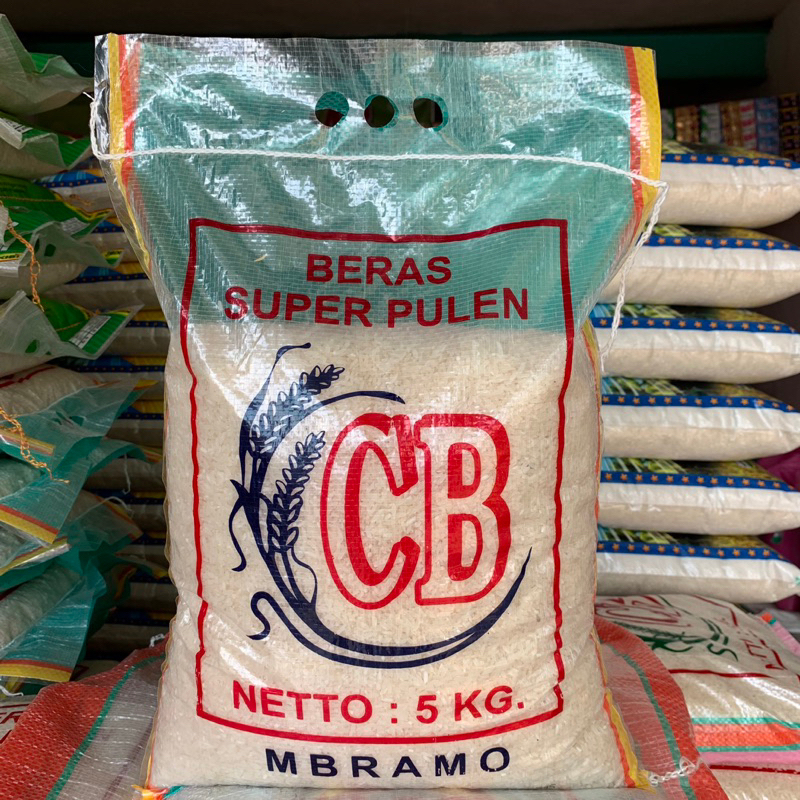 BERAS
SUPER PULEN
CB
NETTO : 5 KG.
MBRAMO